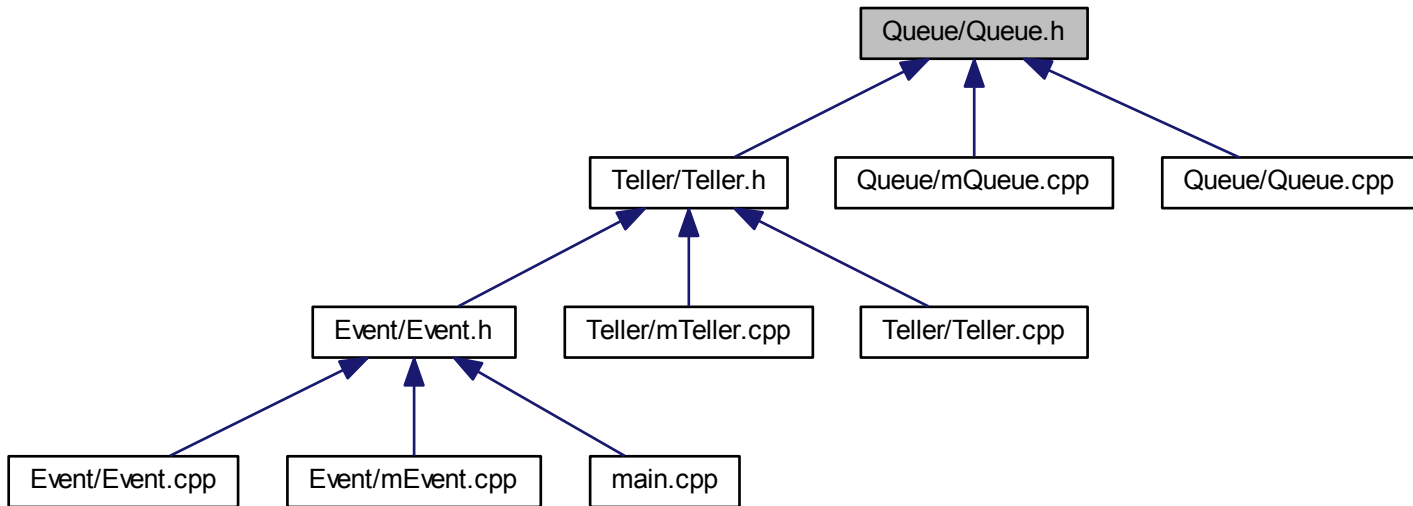 Queue/Queue.h
Teller/Teller.h
Queue/mQueue.cpp
Queue/Queue.cpp
Event/Event.h
Teller/mTeller.cpp
Teller/Teller.cpp
Event/Event.cpp
Event/mEvent.cpp
main.cpp